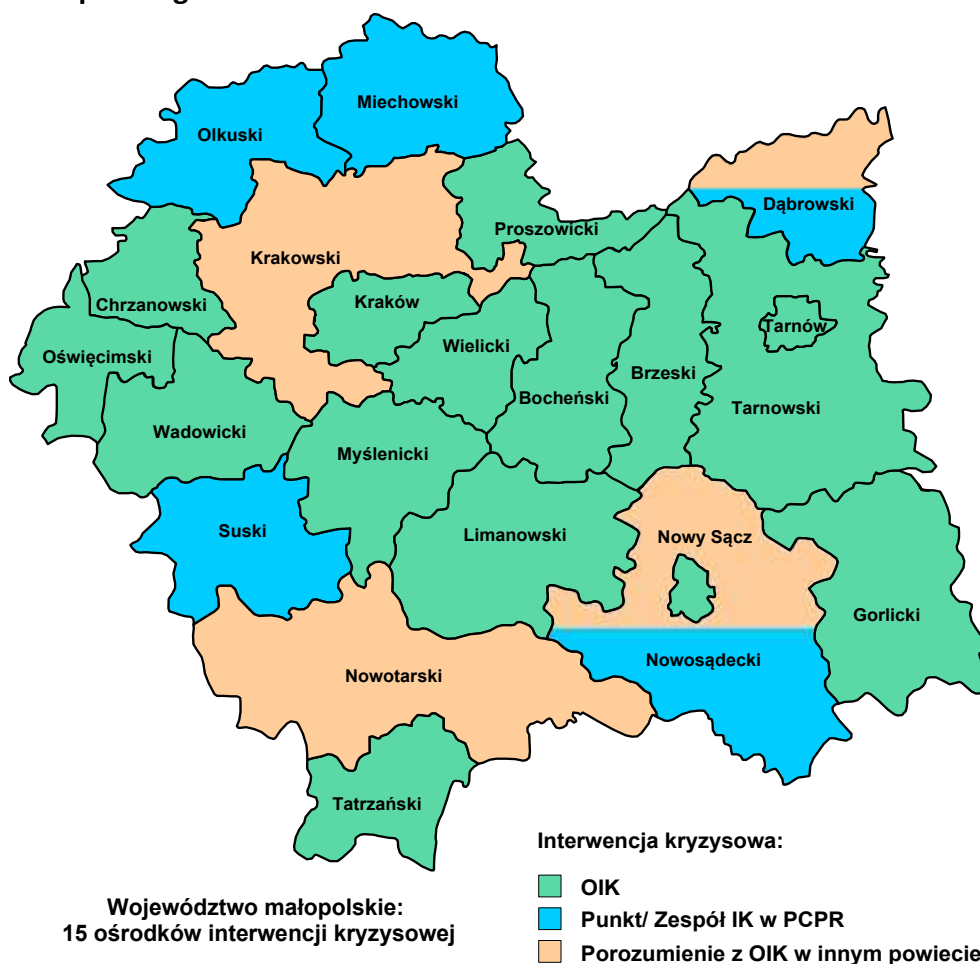 Miechowski
Olkuski
Dąbrowski
Proszowicki
Krakowski
Kraków
Chrzanowski
Tarnów
Wielicki
Oświęcimski
Brzeski
Bocheński
Tarnowski
Wadowicki
Myślenicki
Suski
Limanowski
Nowy Sącz
Gorlicki
Nowosądecki
Nowotarski
Tatrzański
Interwencja kryzysowa:
OIK
Punkt/ Zespół IK w PCPR
Porozumienie z OIK w innym powiecie
Województwo małopolskie:
15 ośrodków interwencji kryzysowej